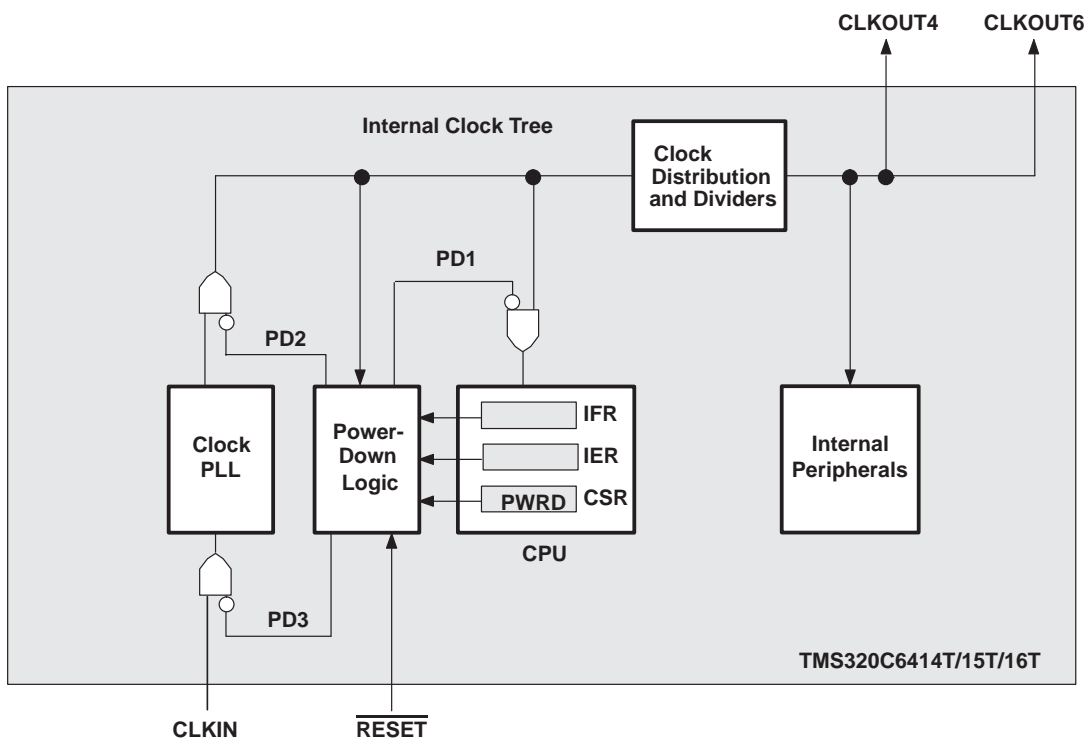 CLKOUT4 CLKOUT6
Internal Clock Tree
Clock
Distribution
and Dividers
PD1
PD2
Clock
PLL
Power-
Down
Logic
IFR
IER
PWRD CSR
CPU
Internal
Peripherals
PD3
TMS320C6414T/15T/16T
CLKIN
RESET